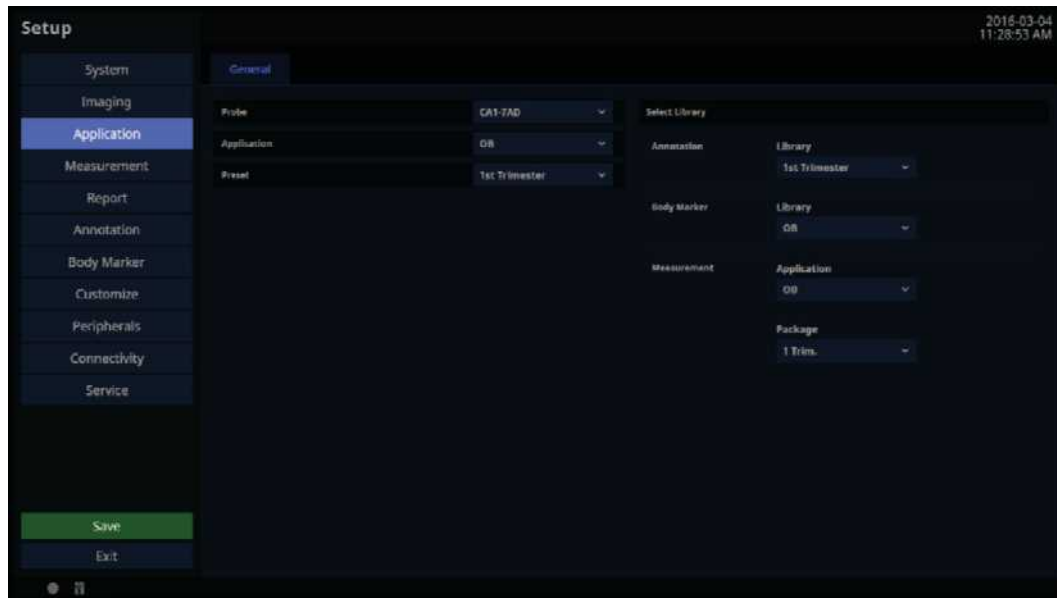 Setup
2016-03-04
11:28:53 AM
System
Imaging
Application
Measurement
Report
Annotation
Body Marker
Customize
Peripherals
Connectivity
Service
Save
Exit
General
Probe CA1-7AD
Application OB
Preset 1st Trimester
Select Library
Annotation Library
1st Trimester
Body Marker Library
OB
Measurement Application
OB
Package
1 Trim.